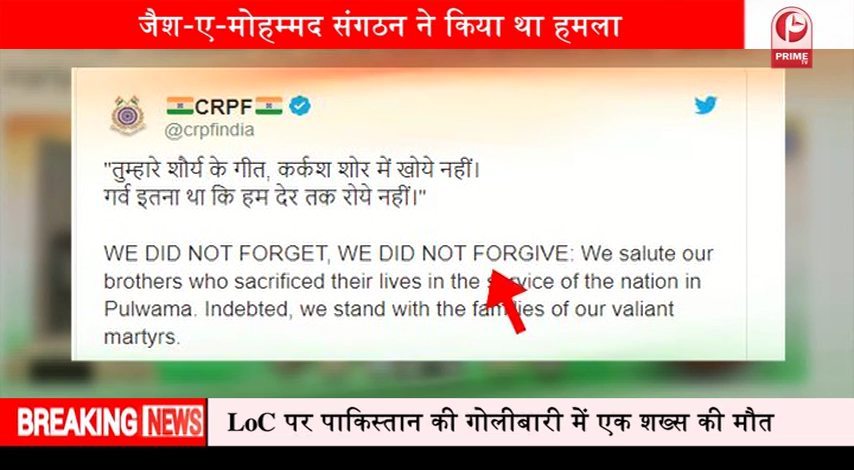 जैश-ए-मोहम्मद संगठन ने किया था हमला
PRIME
TV
CRPF
@crpfindia
"तुम्हारे शौर्य के गीत, कर्कश शोर में खोये नहीं।
गर्व इतना था कि हम देर तक रोये नहीं।"
WE DID NOT FORGET, WE DID NOT FORGIVE: We salute our
brothers who sacrificed their lives in the service of the nation in
Pulwama. Indebted, we stand with the families of our valiant
martyrs.
BREAKING NEWS LoC पर पाकिस्तान की गोलीबारी में एक शख्स की मौत